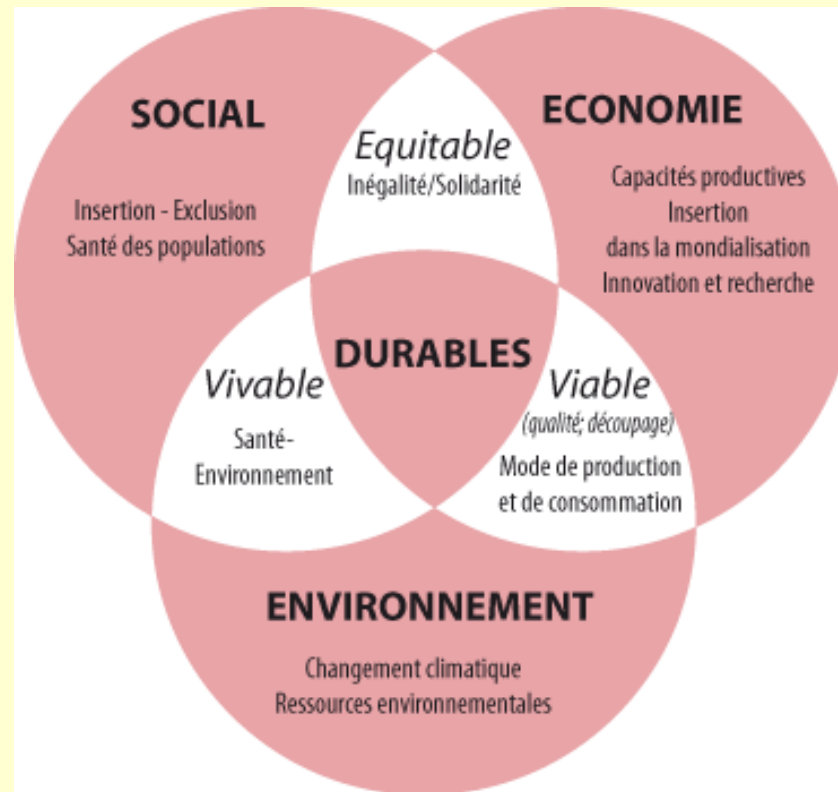 SOCIAL
Insertion - Exclusion
Santé des populations
Equitable
Inégalité/Solidarité
ECONOMIE
Capacités productives
Insertion
dans la mondialisation
Innovation et recherche
DURABLES
Vivable
Santé-
Environnement
Viable
(qualité; découpage)
Mode de production
et de consommation
ENVIRONNEMENT
Changement climatique
Ressources environnementales